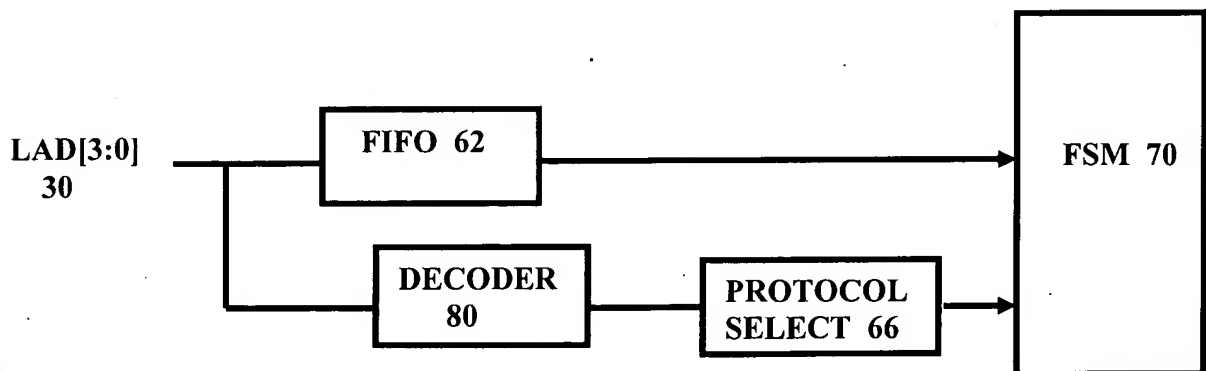 LAD[3:0]
30
FIFO 62
FSM 70
DECODER
80
PROTOCOL
SELECT 66